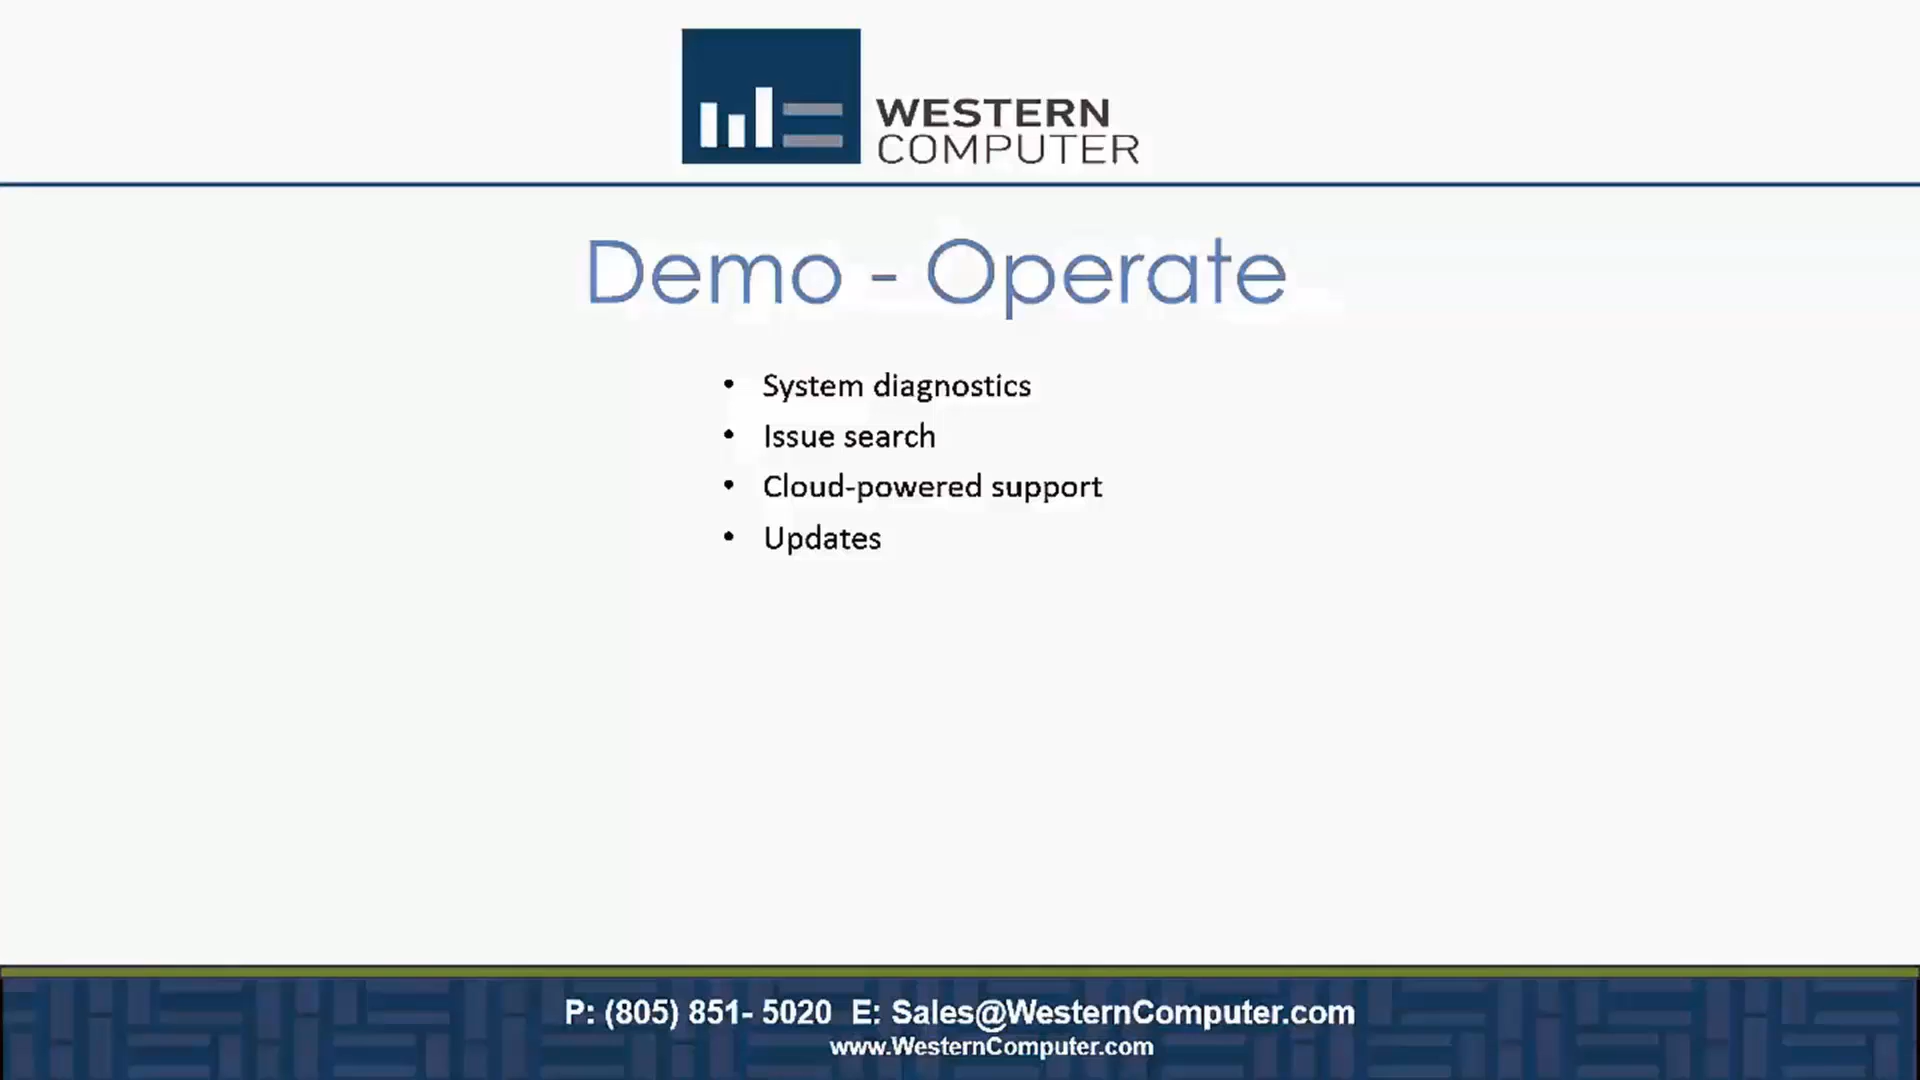 WESTERN
COMPUTER
Demo - Operate
• System diagnostics
• Issue search
• Cloud-powered support
• Updates
P: (805) 851- 5020 E: Sales@WesternComputer.com
www.WesternComputer.com